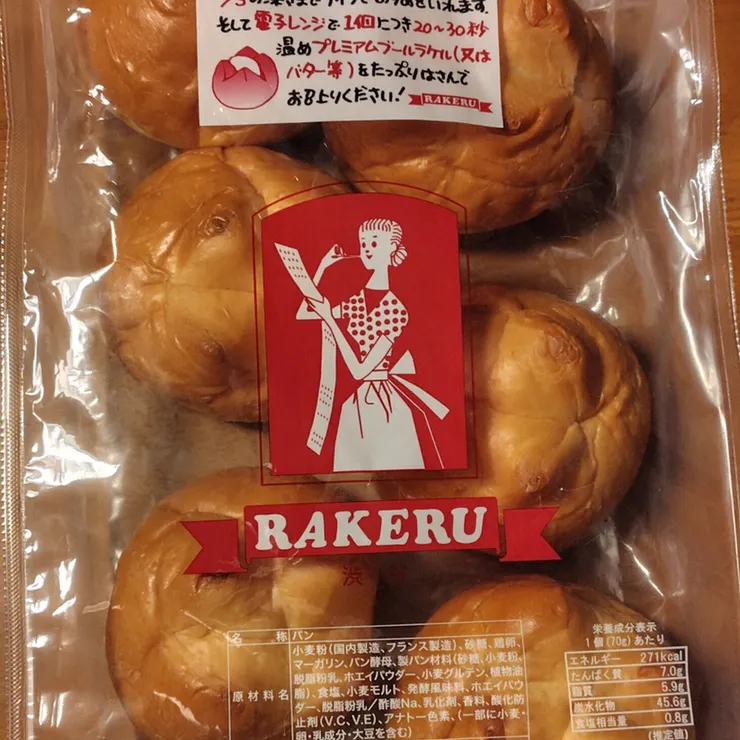 そして電子レンジで1個につき20〜30秒
温めプレミアムブールラケル(又は
バター等)をたっぷりはさんで
お召上りください!
RAKERU
RAKERU
渋谷
名 称 パン
原材料名
小麦粉(国内製造、フランス製造)、砂糖、鶏卵、
マーガリン、パン酵母、製パン材料(砂糖、小麦粉、
脱脂粉乳、ホエイパウダー、小麦グルテン、植物油
脂)、食塩、小麦モルト、発酵風味料、ホエイパウ
ダー、脱脂粉乳/酢酸Na、乳化剤、香料、酸化防
止剤(V.C、V.E)、アナトー色素、(一部に小麦・
卵・乳成分・大豆を含む)
栄養成分表示
1個(70g)あたり
エネルギー 271kcal
たんぱく質 7.0g
脂質 5.9g
炭水化物 45.6g
食塩相当量 0.8g
(推定値)